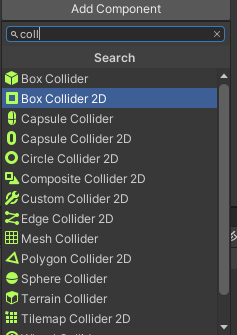 Add Component
coll
Search
Box Collider
Box Collider 2D
Capsule Collider
Capsule Collider 2D
Circle Collider 2D
Composite Collider 2D
Custom Collider 2D
Edge Collider 2D
Mesh Collider
Polygon Collider 2D
Sphere Collider
Terrain Collider
Tilemap Collider 2D